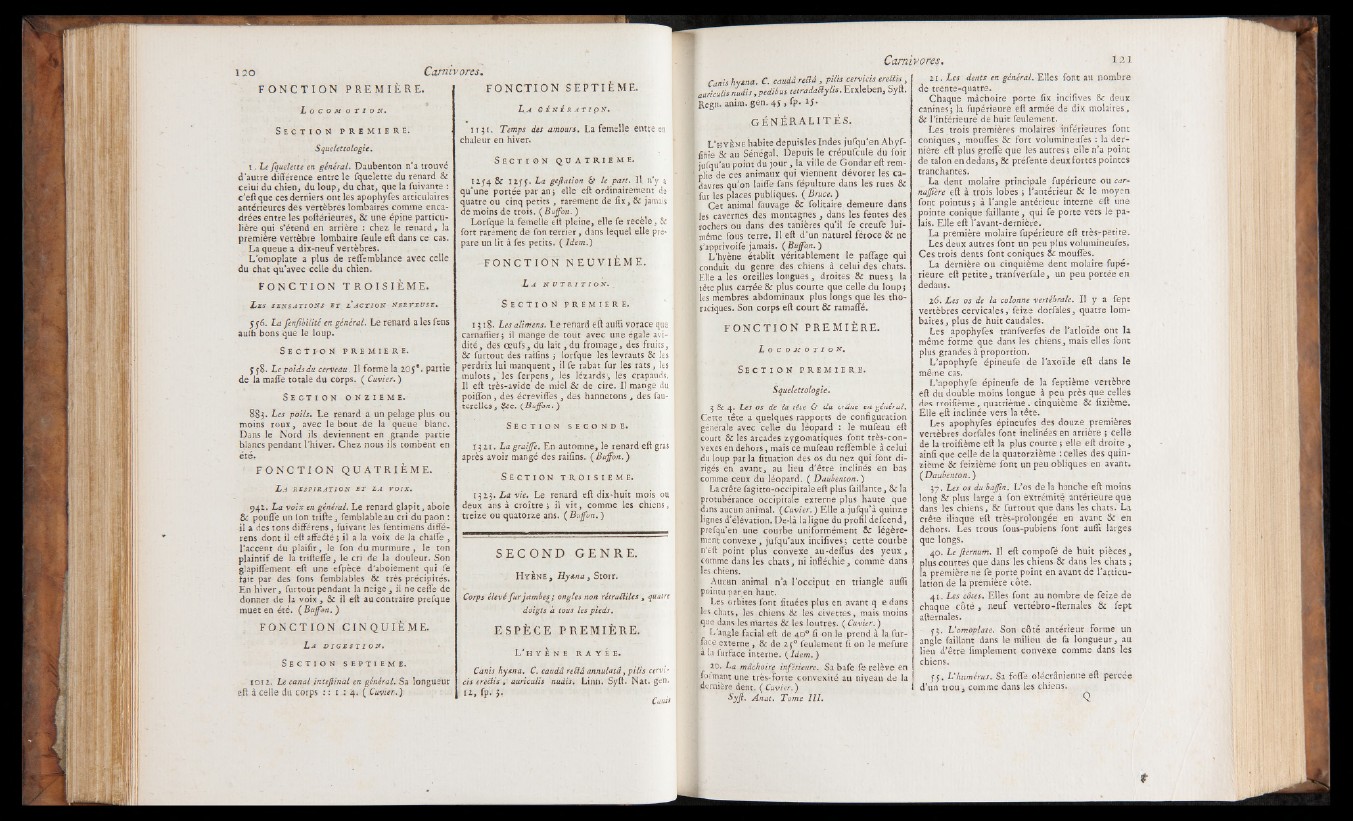 120
Carnivores.
FONCTION PREMIÈRE.
LOCOMOTION.
SECTION PREMIERE.
Squelettologie.
1. Le squelette en général. Daubenton n'a trouvé
d'autre différence entre le squelette du renard &
celui du chien, du loup, du chat, que la suivante :
c'est que ces derniers ont les apophyses articulaires
antérieures des vertèbres lombaires comme enca-
drées entre les postérieures, & une épine particu-
lière qui s'étend en arrière : chez le renard, la
première vertèbre lombaire seule est dans ce cas.
La queue a dix-neuf vertèbres.
L'omoplate a plus de ressemblance avec celle
du chat qu'avec celle du chien.
FONCTION TROISIÈME.
LES SENSATIONS ET L'ACTION NERVEUSE.
556. La sensibilité en général. Le renard a les sens
aussi bons que le loup.
SECTION PREMIERE.
558. Le poids du cerveau. Il forme la 205e. partie
de la masse totale du corps. ( Cuvier. )
SECTION ONZIEME.
883. Les poils. Le renard a un pelage plus ou
moins roux, avec le bout de la queue blanc.
Dans le Nord ils deviennent en grande partie
blancs pendant l'hiver. Chez nous ils tombent en
été.
FONCTION QUATRIÈME.
LA RESPIRATION ET LA VOIX.
942. La voix en général. Le renard glapit, aboie
& pousse un son triste, semblable au cri du paon :
il a des tons différens, suivant les sentimens diffé-
rens dont il est affecté ; il a la voix de la chasse,
l'accent du plaisir, le son du murmure, le ton
plaintif de la tristesse, le cri de la douleur. Son
glapissement est une espèce d'aboiement qui se
fait par des sons semblables & très précipités.
En hiver, surtout pendant la neige, il ne cesse de
donner de la voix, & il est au contraire presque
muet en été. ( Buffon. )
FONCTION CINQUIÈME.
LA DIGESTION.
SECTION SEPTIEME.
1012. Le canal intestinal en général. Sa longueur
est à celle du corps : : 1 : 4. ( Cuvier. )
FONCTION SEPTIÈME.
LA GÉNÉRATION.
1131. Temps des amours. La femelle entre en
chaleur en hiver.
SECTION QUATRIEME.
1254 & 1255. La gestation & le part. Il n'y a
qu'une portée par an ; elle est ordinairement de
quatre ou cinq petits, rarement de six, & jamais
de moins de trois. ( Buffon. )
Lorsque la femelle est pleine, elle se recèle, &
sort rarement de son terrier, dans lequel elle pré-
pare un lit à ses petits. ( Idem. )
FONCTION NEUVIÈME.
LA NUTRITION.
SECTION PREMIERE.
1318. Les alimens. Le renard est aussi vorace que
carnassier ; il mange de tout avec une égale avi-
dité, des œufs, du lait, du fromage, des fruits,
& surtout des raisins ; lorsque les levrauts & les
perdrix lui manquent, il se rabat sur les rats, les
mulots, les serpens, les lézards, les crapauds.
Il est très-avide de miel & de cire. Il mange du
poisson, des écrevisses, des hannetons, des sau-
terelles, &c. ( Buffon. )
SECTION SECONDE.
1321. La graisse. En automne, le renard est gras
après avoir mangé des raisins. ( Buffon. )
SECTION TROISIEME.
1323. La vie. Le renard est dix-huit mois ou
deux ans à croître ; il vit, comme les chiens,
treize ou quatorze ans. ( Buffon. )
SECOND GENRE.
HYÈNE, Hyæna, STORR.
Corps élevé sur jambes ; ongles non rétractiles, quatre
doigts à tous les pieds.
ESPÈCE PREMIÈRE.
L'HYÈNE RAYÉE.
Canis hyæna. C. caudâ rectâ annulatâ, pilis cervi-
cis erectis, auriculis nudis. Linn. Syst. Nat. gen.
12, sp. 3.
Canis
Carnivores.
121
Canis hyæna. C. caudâ rectâ, pilis cervicis erectis,
auriculis nudis, pedibus tetradactylis. Erxleben, Syst.
Regn. anim. gen. 45, sp. 15.
GÉNÉRALITÉS.
L'HYÈNE habite depuis les Indes jusqu'en Abys-
sinie & au Sénégal. Depuis le crépuscule du soir
jusqu'au point du jour, la ville de Gondar est rem-
plie de ces animaux qui viennent dévorer les ca-
davres qu'on laisse sans sépulture dans les rues &
sur les places publiques. ( Bruce. )
Cet animal sauvage & solitaire demeure dans
les cavernes des montagnes, dans les fentes des
rochers ou dans des tanières qu'il se creuse lui-
même sous terre. Il est d'un naturel féroce & ne
s'apprivoise jamais. ( Buffon. )
L'hyène établit véritablement le passage qui
conduit du genre des chiens à celui des chats.
Elle a les oreilles longues, droites & nues ; la
tête plus carrée & plus courte que celle du loup ;
les membres abdominaux plus longs que les tho-
raciques. Son corps est court & ramassé.
FONCTION PREMIÈRE.
LOCOMOTION.
SECTION PREMIERE.
Squelettologie.
3 & 4. Les os de la tête & du crâne en général.
Cette tête a quelques rapports de configuration
générale avec celle du léopard : le museau est
court & les arcades zygomatiques sont très-con-
vexes en dehors, mais ce museau ressemble à celui
du loup par la situation des os du nez qui sont di-
rigés en avant, au lieu d'être inclinés en bas
comme ceux du léopard. ( Daubenton. )
La crête sagitto-occipitale est plus saillante, & la
protubérance occipitale externe plus haute que
dans aucun animal. ( Cuvier. ) Elle a jusqu'à quinze
lignes d'élévation. De-là la ligne du profil descend,
presqu'en une courbe uniformément & légère-
ment convexe, jusqu'aux incisives ; cette courbe
n'est point plus convexe au-dessus des yeux,
comme dans les chats, ni infléchie, comme dans
les chiens.
Aucun animal n'a l'occiput en triangle aussi
pointu par en haut.
Les orbites sont situées plus en avant q e dans
les chats, les chiens & les civettes, mais moins
que dans les martes & les loutres. ( Cuvier. )
L'angle facial est de 40° si on le prend à la sur-
face externe, & de 25° seulement si on le mesure
à la surface interne. ( Idem. )
20. La mâchoire inférieure. Sa base se relève en
formant une très-forte convexité au niveau de la
dernière dent. ( Cuvier. )
Syst. Anat. Tome III.
21. Les dents en général. Elles sont au nombre
de trente-quatre.
Chaque mâchoire porte six incisives & deux
canines ; la supérieure est armée de dix molaires,
& l'inférieure de huit seulement.
Les trois premières molaires inférieures sont
coniques, mousses & fort volumineuses : la der-
nière est plus grosse que les autres ; elle n'a point
de talon en dedans, & présente deux fortes pointes
tranchantes.
La dent molaire principale supérieure ou car-
nassière est à trois lobes ; l'antérieur & le moyen
sont pointus ; à l'angle antérieur interne est une
pointe conique saillante, qui se porte vers le pa-
lais. Elle est l'avant-dernière.
La première molaire supérieure est très-petite.
Les deux autres sont un peu plus volumineuses.
Ces trois dents sont coniques & mousses.
La dernière ou cinquième dent molaire supé-
rieure est petite, transversale, un peu portée en
dedans.
26. Les os de la colonne vertébrale. Il y a sept
vertèbres cervicales, seize dorsales, quatre lom-
baires, plus de huit caudales.
Les apophyses transverses de l'atloïde ont la
même forme que dans les chiens, mais elles sont
plus grandes à proportion.
L'apophyse épineuse de l'axoïde est dans le
même cas.
L'apophyse épineuse de la septième vertèbre
est du double moins longue à peu près que celles
des troisième, quatrième, cinquième & sixième.
Elle est inclinée vers la tête.
Les apophyses épineuses des douze premières
vertèbres dorsales sont inclinées en arrière ; celle
de la troisième est la plus courte ; elle est droite,
ainsi que celle de la quatorzième : celles des quin-
zième & seizième sont un peu obliques en avant.
( Daubenton. )
37. Les os du bassin. L'os de la hanche est moins
long & plus large à son extrémité antérieure que
dans les chiens, & surtout que dans les chats. La
crête iliaque est très-prolongée en avant & en
dehors. Les trous sous-pubiens sont aussi larges
que longs.
40. Le sternum. Il est composé de huit pièces,
plus courtes que dans les chiens & dans les chats ;
la première ne se porte point en avant de l'articu-
lation de la première côte.
41. Les côtes. Elles sont au nombre de seize de
chaque côté, neuf vertébro-sternales & sept
asternales.
53. L'omoplate. Son côté antérieur forme un
angle saillant dans le milieu de sa longueur, au
lieu d'être simplement convexe comme dans les
chiens.
55. L'humérus. Sa fosse olécrânienne est percée
d'un trou, comme dans les chiens.
Q